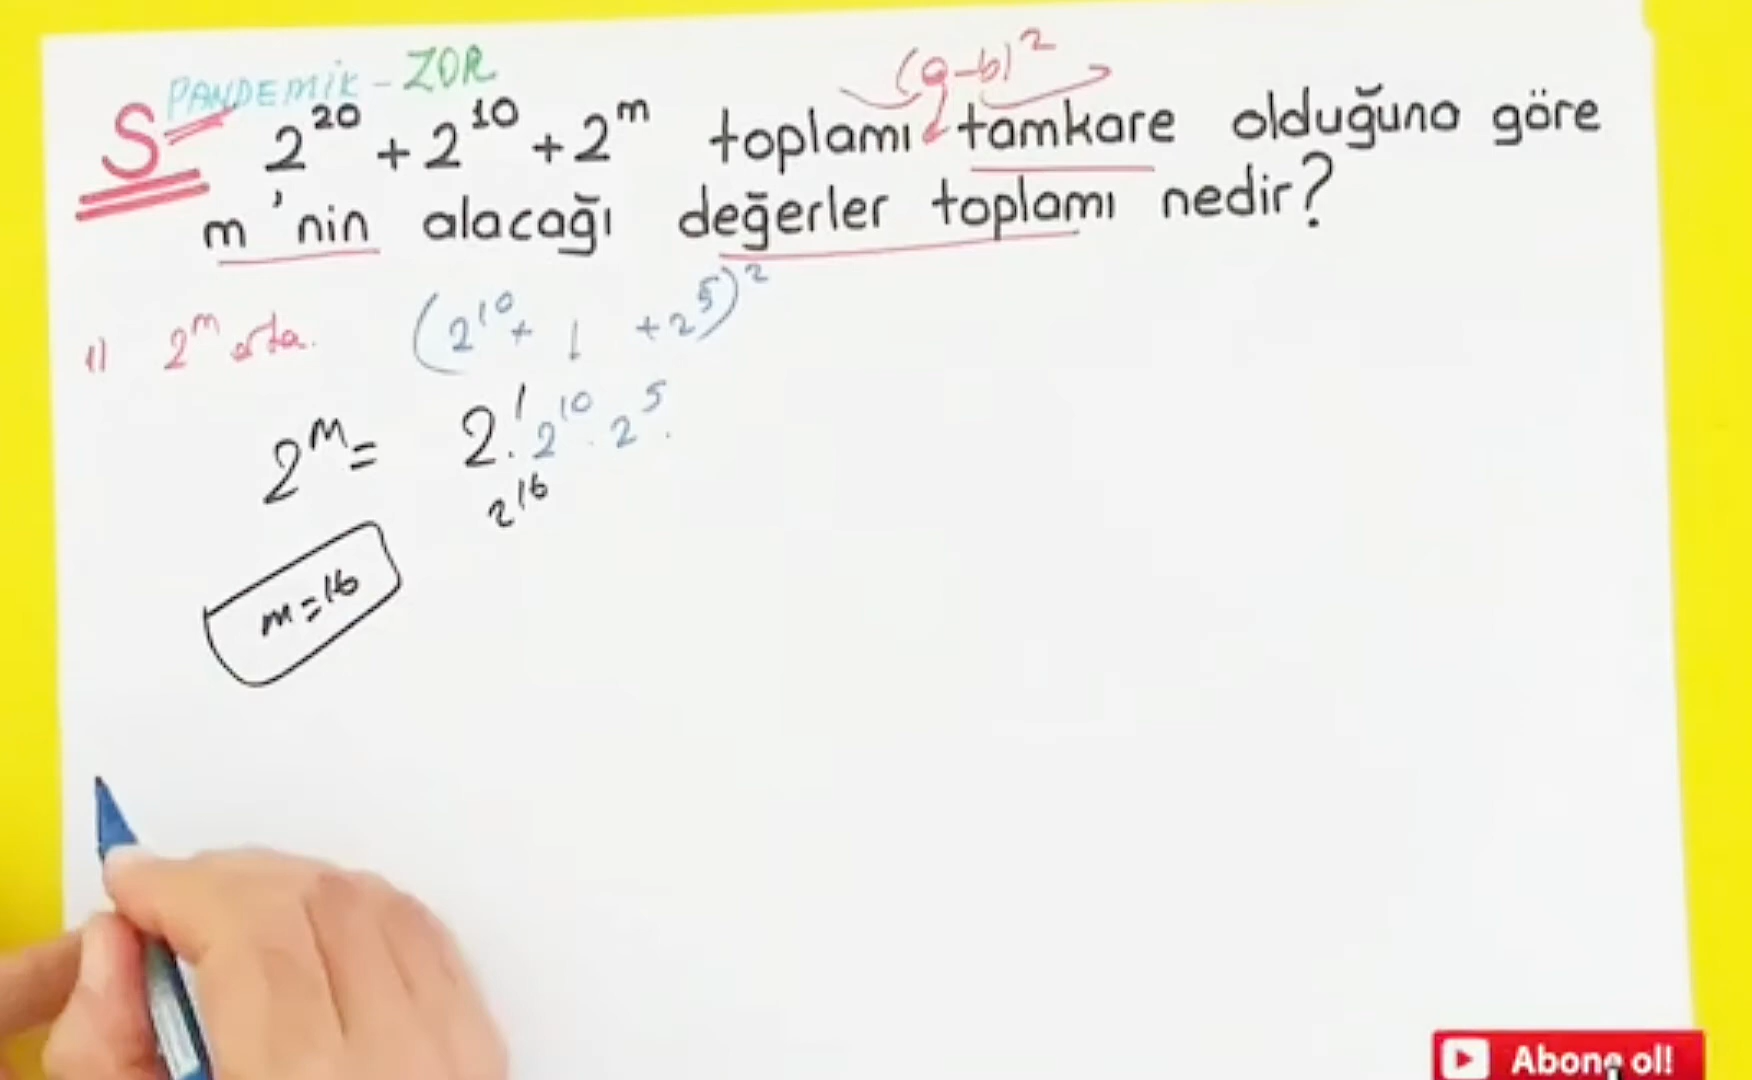 PANDEMİK - ZOR
(a-b)²
S 2²⁰ + 2¹⁰ + 2ᵐ toplamı tamkare olduğuna göre
m'nin alacağı değerler toplamı nedir?
1) 2ᵐ orta. (2¹⁰ + ↓ + 2⁵)²
2ᵐ = 2¹.2¹⁰.2⁵.
2¹⁶
m=16
Abone ol!